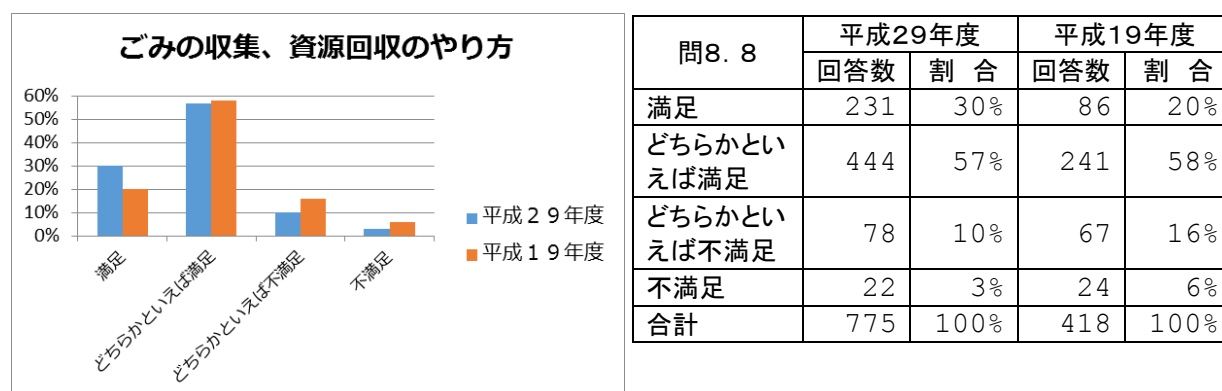 ごみの収集、資源回収のやり方
60%
50%
40%
30%
20%
10%
0%
満足
どちらかといえば満足
どちらかといえば不満足
不満足
平成２９年度
平成１９年度
問8．8 平成29年度 平成19年度
回答数 割　合 回答数 割　合
満足 231 30% 86 20%
どちらかとい
えば満足 444 57% 241 58%
どちらかとい
えば不満足 78 10% 67 16%
不満足 22 3% 24 6%
合計 775 100% 418 100%